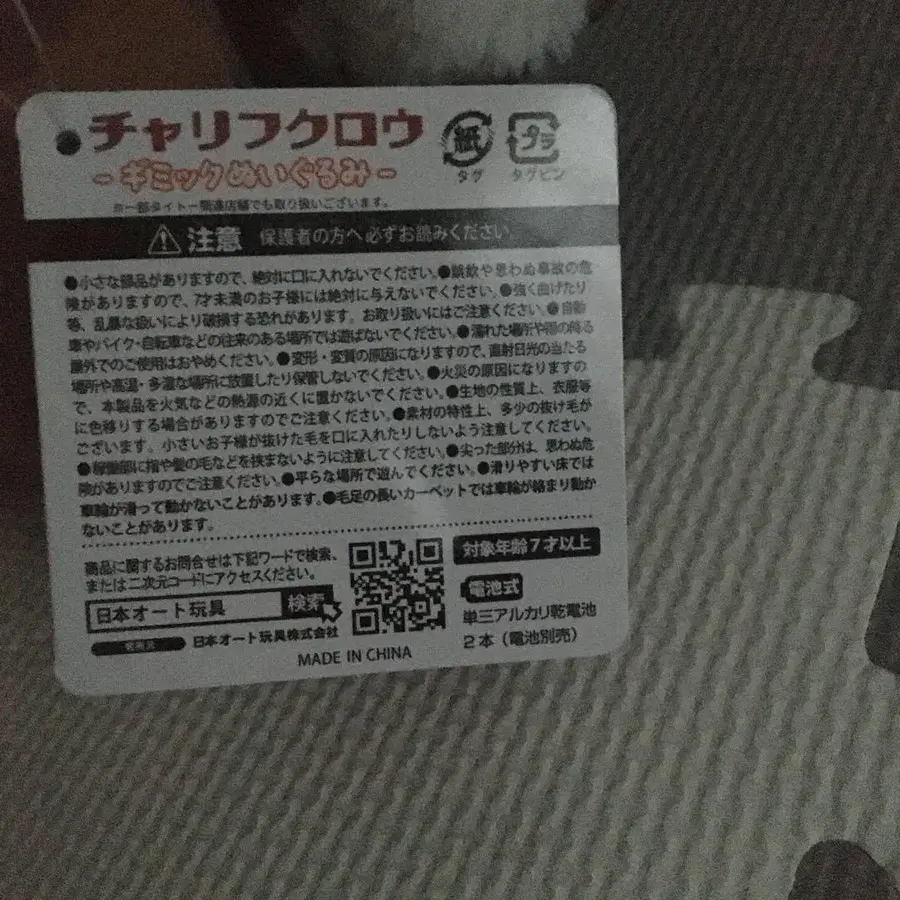 チャリフクロウ
-ギミックぬいぐるみ-
紙
タグ
プラ
タグピン
※一部タイトー関連店舗でも取り扱いございます。
注意 保護者の方へ必ずお読みください
●小さな部品がありますので、絶対に口に入れないでください。●誤飲や思わぬ事故の危
険がありますので、7才未満のお子様には絶対に与えないでください。●強く曲げたり
等、乱暴な扱いにより破損する恐れがあります。お取り扱いにはご注意ください。●自動
車やバイク・自転車などの往来のある場所では遊ばないでください。●濡れた場所や雨の降る
屋外でのご使用はおやめください。●変形・変質の原因になりますので、直射日光の当たる
場所や高温・多湿な場所に放置したり保管しないでください。●火災の原因になりますの
で、本製品を火気などの熱源の近くに置かないでください。●生地の性質上、衣服等
に色移りする場合がありますのでご注意ください。●素材の特性上、多少の抜け毛が
ございます。小さいお子様が抜けた毛を口に入れたりしないよう注意してください。
●稼働部に指や髪の毛などを挟まないように注意してください。●尖った部分は、思わぬ危
険がありますのでご注意ください。●平らな場所で遊んでください。●滑りやすい床では
車輪が滑って動かないことがあります。●毛足の長いカーペットでは車輪が絡まり動か
ないことがあります。
商品に関するお問合せは下記ワードで検索、
または二次元コードにアクセスください。
日本オート玩具 検索
発売元 日本オート玩具株式会社
MADE IN CHINA
対象年齢7才以上
電池式
単三アルカリ乾電池
2本(電池別売)